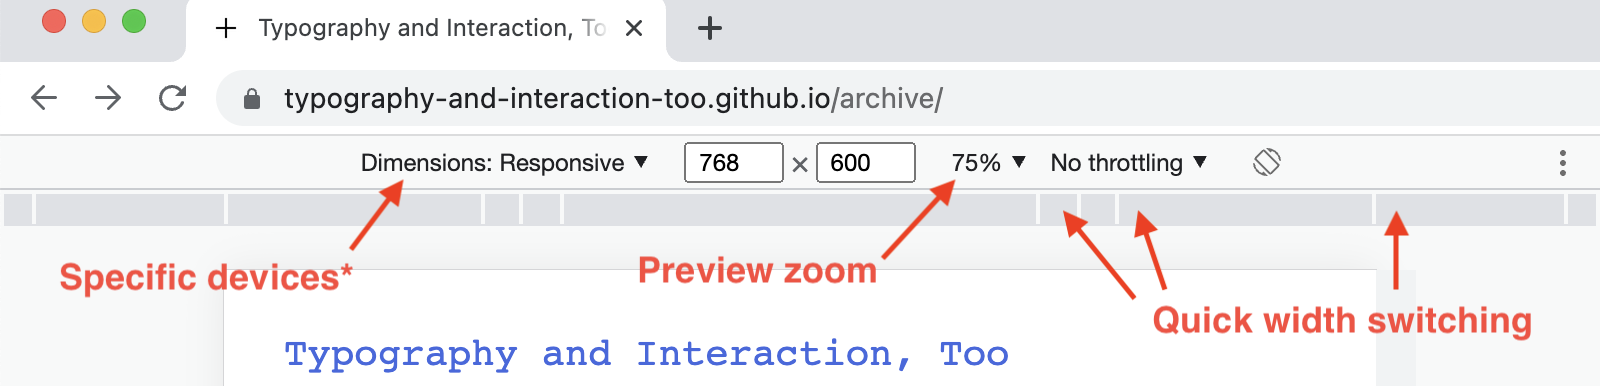 Typography and Interaction, To
typography-and-interaction-too.github.io/archive/
Dimensions: Responsive ▼ 768 × 600 75% ▼ No throttling ▼
Specific devices*
Preview zoom
Quick width switching
Typography and Interaction, Too